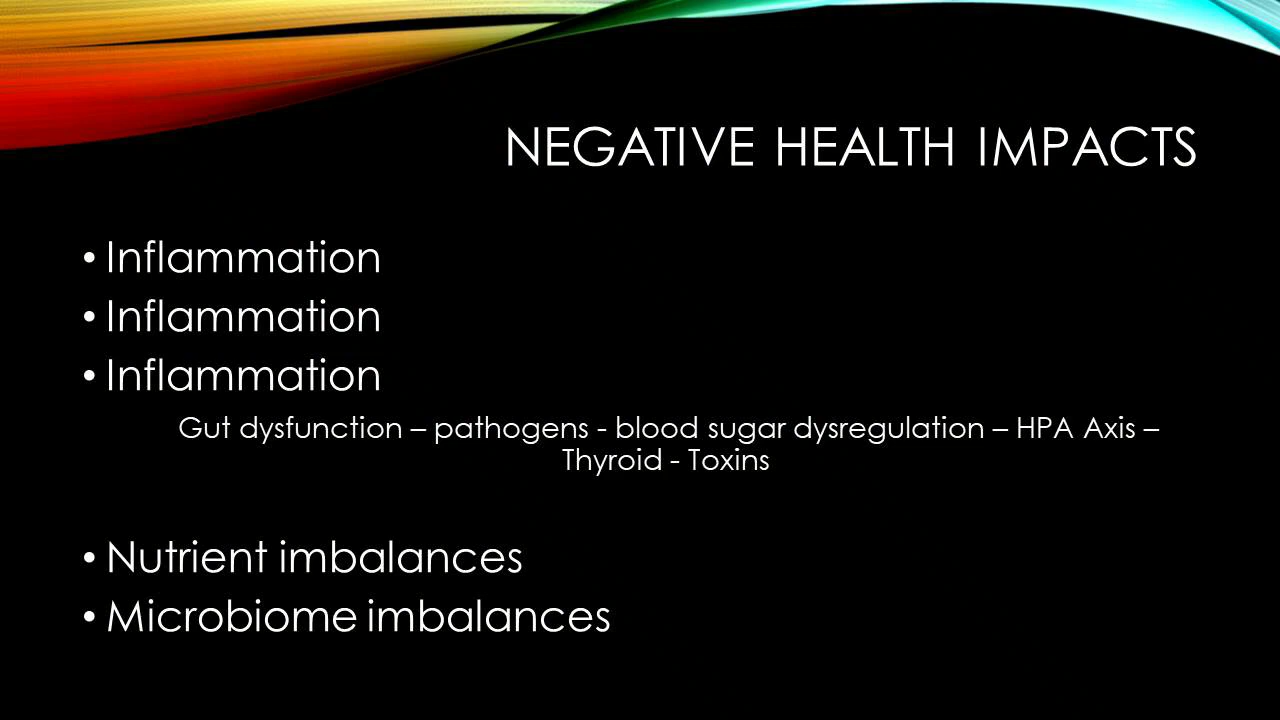 NEGATIVE HEALTH IMPACTS
• Inflammation
• Inflammation
• Inflammation
Gut dysfunction – pathogens - blood sugar dysregulation – HPA Axis –
Thyroid - Toxins
• Nutrient imbalances
• Microbiome imbalances